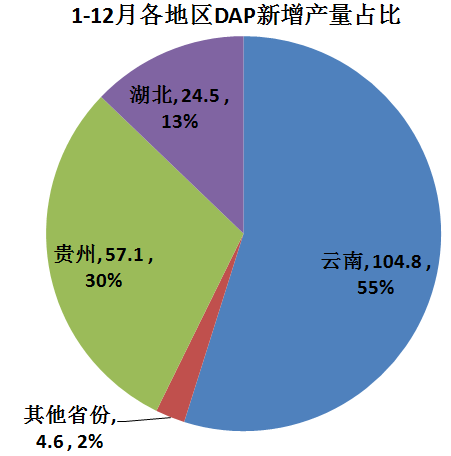 1-12月各地区DAP新增产量占比
湖北,24.5,
13%
贵州,57.1,
30%
云南,104.8,
55%
其他省份,
4.6, 2%